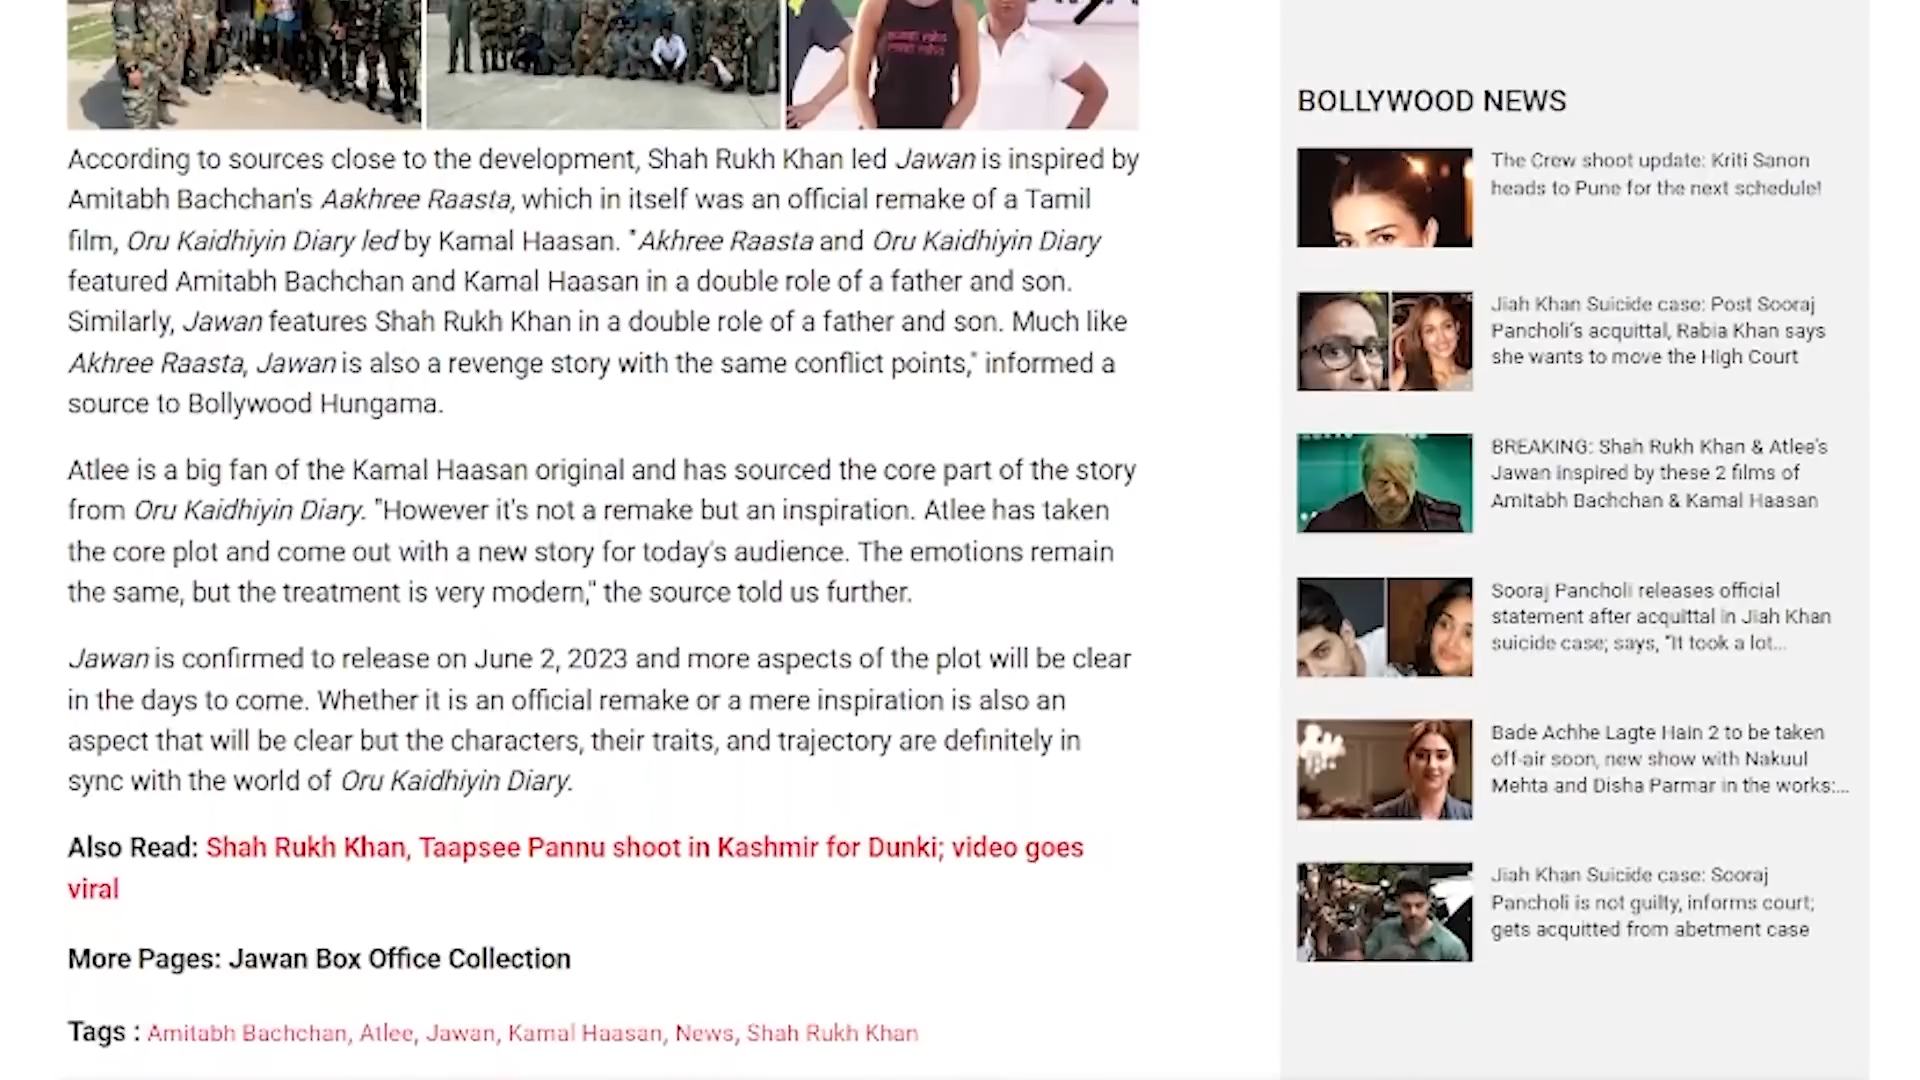 According to sources close to the development, Shah Rukh Khan led Jawan is inspired by
Amitabh Bachchan's Aakhree Raasta, which in itself was an official remake of a Tamil
film, Oru Kaidhiyin Diary led by Kamal Haasan. "Akhree Raasta and Oru Kaidhiyin Diary
featured Amitabh Bachchan and Kamal Haasan in a double role of a father and son.
Similarly, Jawan features Shah Rukh Khan in a double role of a father and son. Much like
Akhree Raasta, Jawan is also a revenge story with the same conflict points," informed a
source to Bollywood Hungama.
Atlee is a big fan of the Kamal Haasan original and has sourced the core part of the story
from Oru Kaidhiyin Diary. "However it's not a remake but an inspiration. Atlee has taken
the core plot and come out with a new story for today's audience. The emotions remain
the same, but the treatment is very modern," the source told us further.
Jawan is confirmed to release on June 2, 2023 and more aspects of the plot will be clear
in the days to come. Whether it is an official remake or a mere inspiration is also an
aspect that will be clear but the characters, their traits, and trajectory are definitely in
sync with the world of Oru Kaidhiyin Diary.
Also Read: Shah Rukh Khan, Taapsee Pannu shoot in Kashmir for Dunki; video goes
viral
More Pages: Jawan Box Office Collection
Tags : Amitabh Bachchan, Atlee, Jawan, Kamal Haasan, News, Shah Rukh Khan
BOLLYWOOD NEWS
The Crew shoot update: Kriti Sanon
heads to Pune for the next schedule!
Jiah Khan Suicide case: Post Sooraj
Pancholi's acquittal, Rabia Khan says
she wants to move the High Court
BREAKING: Shah Rukh Khan & Atlee's
Jawan inspired by these 2 films of
Amitabh Bachchan & Kamal Haasan
Sooraj Pancholi releases official
statement after acquittal in Jiah Khan
suicide case; says, "It took a lot...
Bade Achhe Lagte Hain 2 to be taken
off-air soon, new show with Nakuul
Mehta and Disha Parmar in the works:...
Jiah Khan Suicide case: Sooraj
Pancholi is not guilty, informs court;
gets acquitted from abetment case